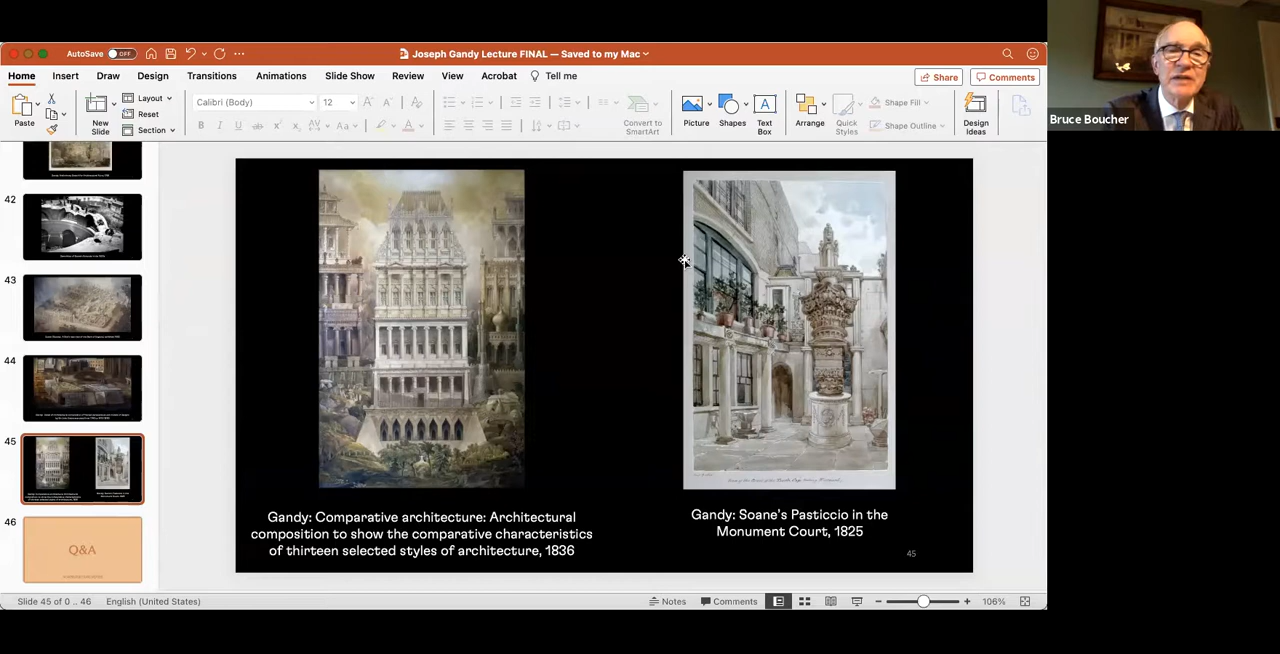 AutoSave OFF
Joseph Gandy Lecture FINAL — Saved to my Mac
Home Insert Draw Design Transitions Animations Slide Show Review View Acrobat Tell me
Share Comments
Paste
New Slide
Layout
Reset
Section
Calibri (Body) 12
Convert to SmartArt
Picture
Shapes
Text Box
Arrange
Quick Styles
Shape Fill
Shape Outline
Design Ideas
Bruce Boucher
42
43
44
45
46
Q&A
Gandy: Comparative architecture: Architectural
composition to show the comparative characteristics
of thirteen selected styles of architecture, 1836
Gandy: Soane's Pasticcio in the
Monument Court, 1825
45
Slide 45 of 0 .. 46 English (United States) Notes Comments 106%